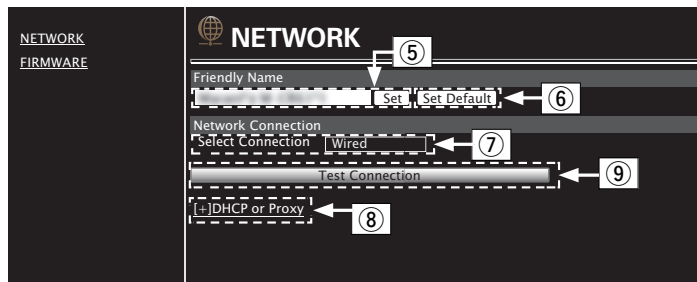 NETWORK
FIRMWARE
NETWORK
⑤
Friendly Name
Set Set Default ⑥
Network Connection
Select Connection Wired ⑦
Test Connection ⑨
[+]DHCP or Proxy ⑧